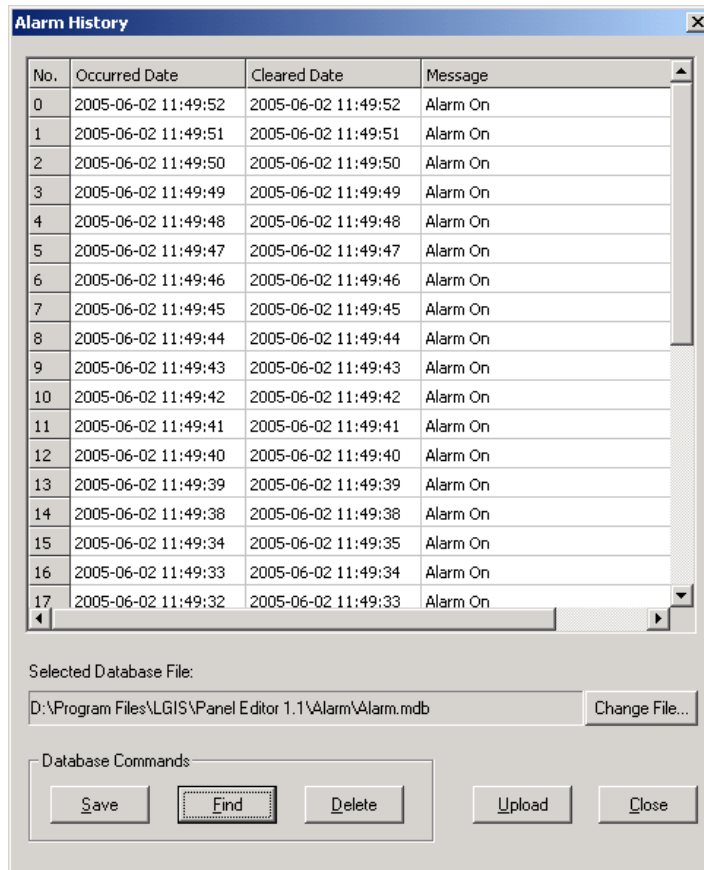 Alarm History
No. Occurred Date Cleared Date Message
0 2005-06-02 11:49:52 2005-06-02 11:49:52 Alarm On
1 2005-06-02 11:49:51 2005-06-02 11:49:51 Alarm On
2 2005-06-02 11:49:50 2005-06-02 11:49:50 Alarm On
3 2005-06-02 11:49:49 2005-06-02 11:49:49 Alarm On
4 2005-06-02 11:49:48 2005-06-02 11:49:48 Alarm On
5 2005-06-02 11:49:47 2005-06-02 11:49:47 Alarm On
6 2005-06-02 11:49:46 2005-06-02 11:49:46 Alarm On
7 2005-06-02 11:49:45 2005-06-02 11:49:45 Alarm On
8 2005-06-02 11:49:44 2005-06-02 11:49:44 Alarm On
9 2005-06-02 11:49:43 2005-06-02 11:49:43 Alarm On
10 2005-06-02 11:49:42 2005-06-02 11:49:42 Alarm On
11 2005-06-02 11:49:41 2005-06-02 11:49:41 Alarm On
12 2005-06-02 11:49:40 2005-06-02 11:49:40 Alarm On
13 2005-06-02 11:49:39 2005-06-02 11:49:39 Alarm On
14 2005-06-02 11:49:38 2005-06-02 11:49:38 Alarm On
15 2005-06-02 11:49:34 2005-06-02 11:49:35 Alarm On
16 2005-06-02 11:49:33 2005-06-02 11:49:34 Alarm On
17 2005-06-02 11:49:32 2005-06-02 11:49:33 Alarm On
Selected Database File:
D:\Program Files\LGIS\Panel Editor 1.1\Alarm\Alarm.mdb Change File...
Database Commands
Save Find Delete Upload Close